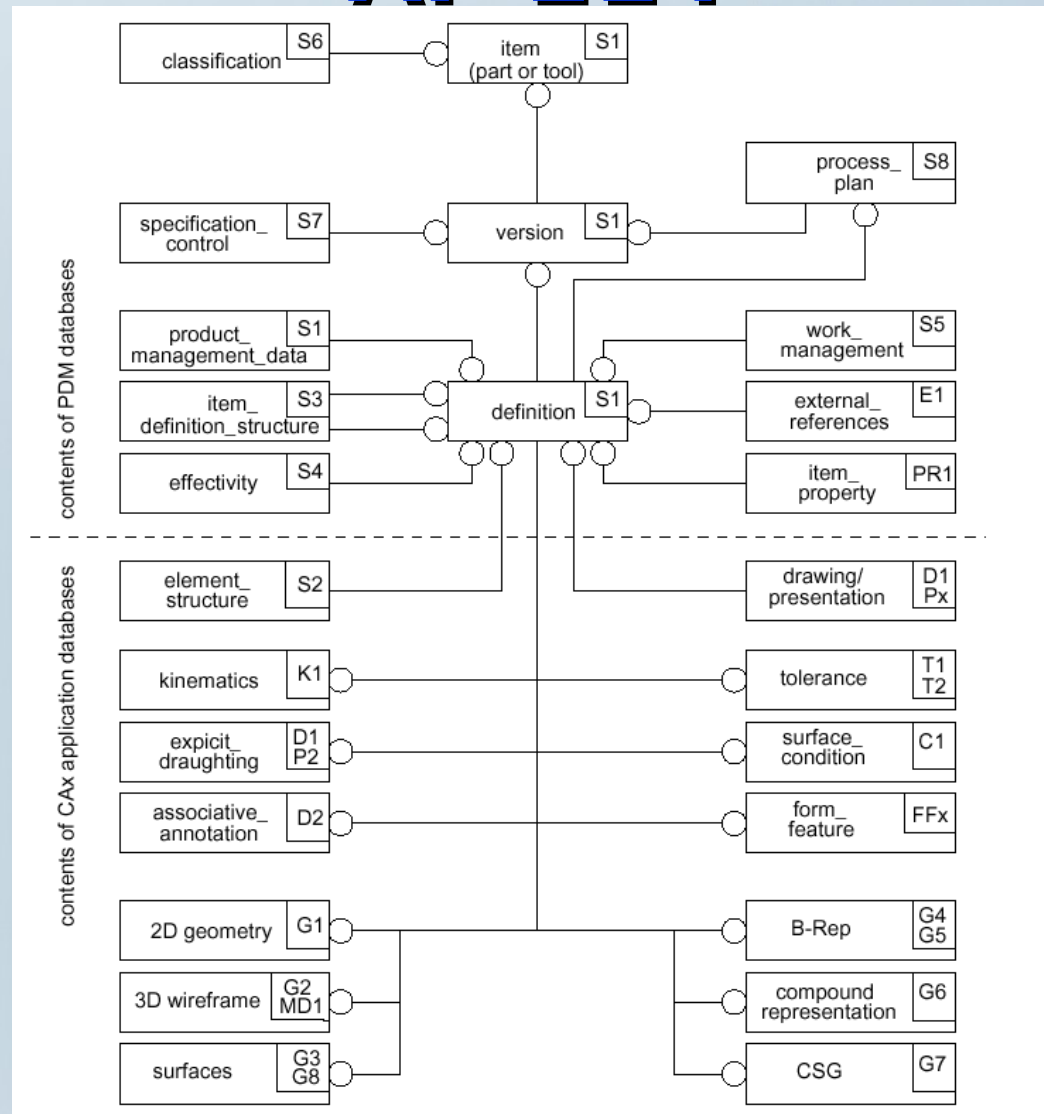 classification S6
item S1
(part or tool)
process_ S8
plan
specification_ S7
control
version S1
contents of PDM databases
product_ S1
management_data
work_ S5
management
item_ S3
definition_structure
definition S1
external_ E1
references
effectivity S4
item_ PR1
property
contents of CAx application databases
element_ S2
structure
drawing/ D1
presentation Px
kinematics K1
tolerance T1
T2
expicit_ D1
draughting P2
surface_ C1
condition
associative_ D2
annotation
form_ FFx
feature
2D geometry G1
B-Rep G4
G5
3D wireframe G2
MD1
compound G6
representation
surfaces G3
G8
CSG G7